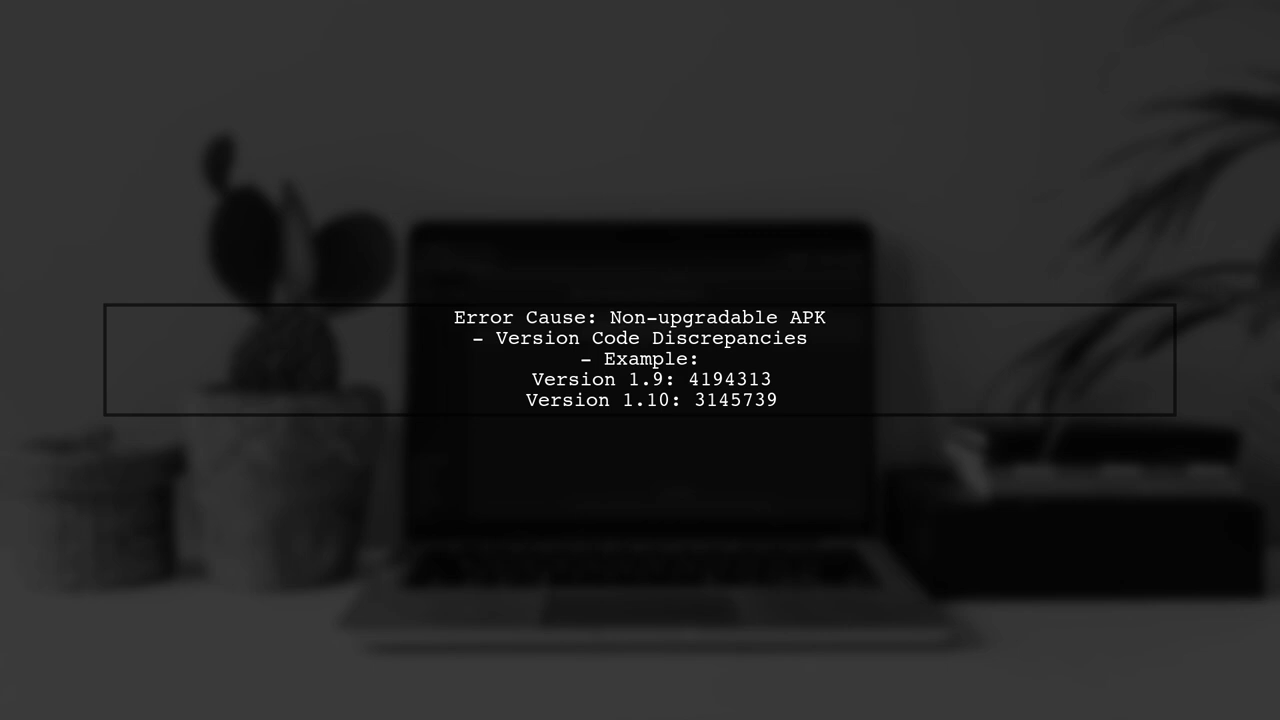 Error Cause: Non-upgradable APK
- Version Code Discrepancies
- Example:
Version 1.9: 4194313
Version 1.10: 3145739